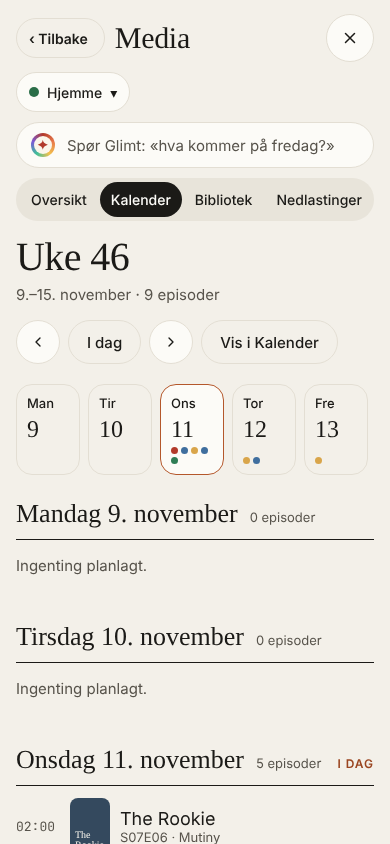 ‹ Tilbake
Media
×
Hjemme ▾
Spør Glimt: «hva kommer på fredag?»
Oversikt Kalender Bibliotek Nedlastinger
Uke 46
9.–15. november · 9 episoder
‹ I dag › Vis i Kalender
Man Tir Ons Tor Fre
9 10 11 12 13
Mandag 9. november 0 episoder
Ingenting planlagt.
Tirsdag 10. november 0 episoder
Ingenting planlagt.
Onsdag 11. november 5 episoder I DAG
The Rookie
02:00 The
S07E06 · Mutiny
Rookie